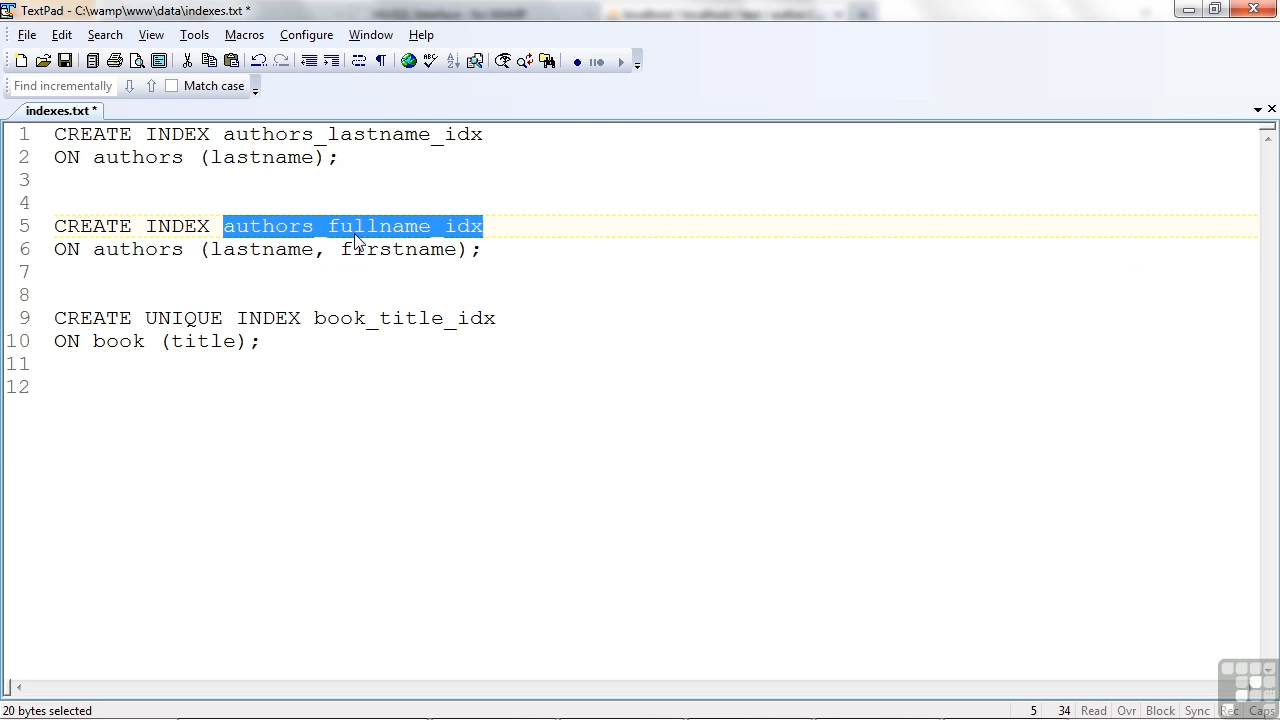 TextPad - C:\wamp\www\data\indexes.txt *
File Edit Search View Tools Macros Configure Window Help
Find incrementally Match case
indexes.txt *
1 CREATE INDEX authors_lastname_idx
2 ON authors (lastname);
3
4
5 CREATE INDEX authors_fullname_idx
6 ON authors (lastname, firstname);
7
8
9 CREATE UNIQUE INDEX book_title_idx
10 ON book (title);
11
12
20 bytes selected 5 34 Read Ovr Block Sync Rec Caps